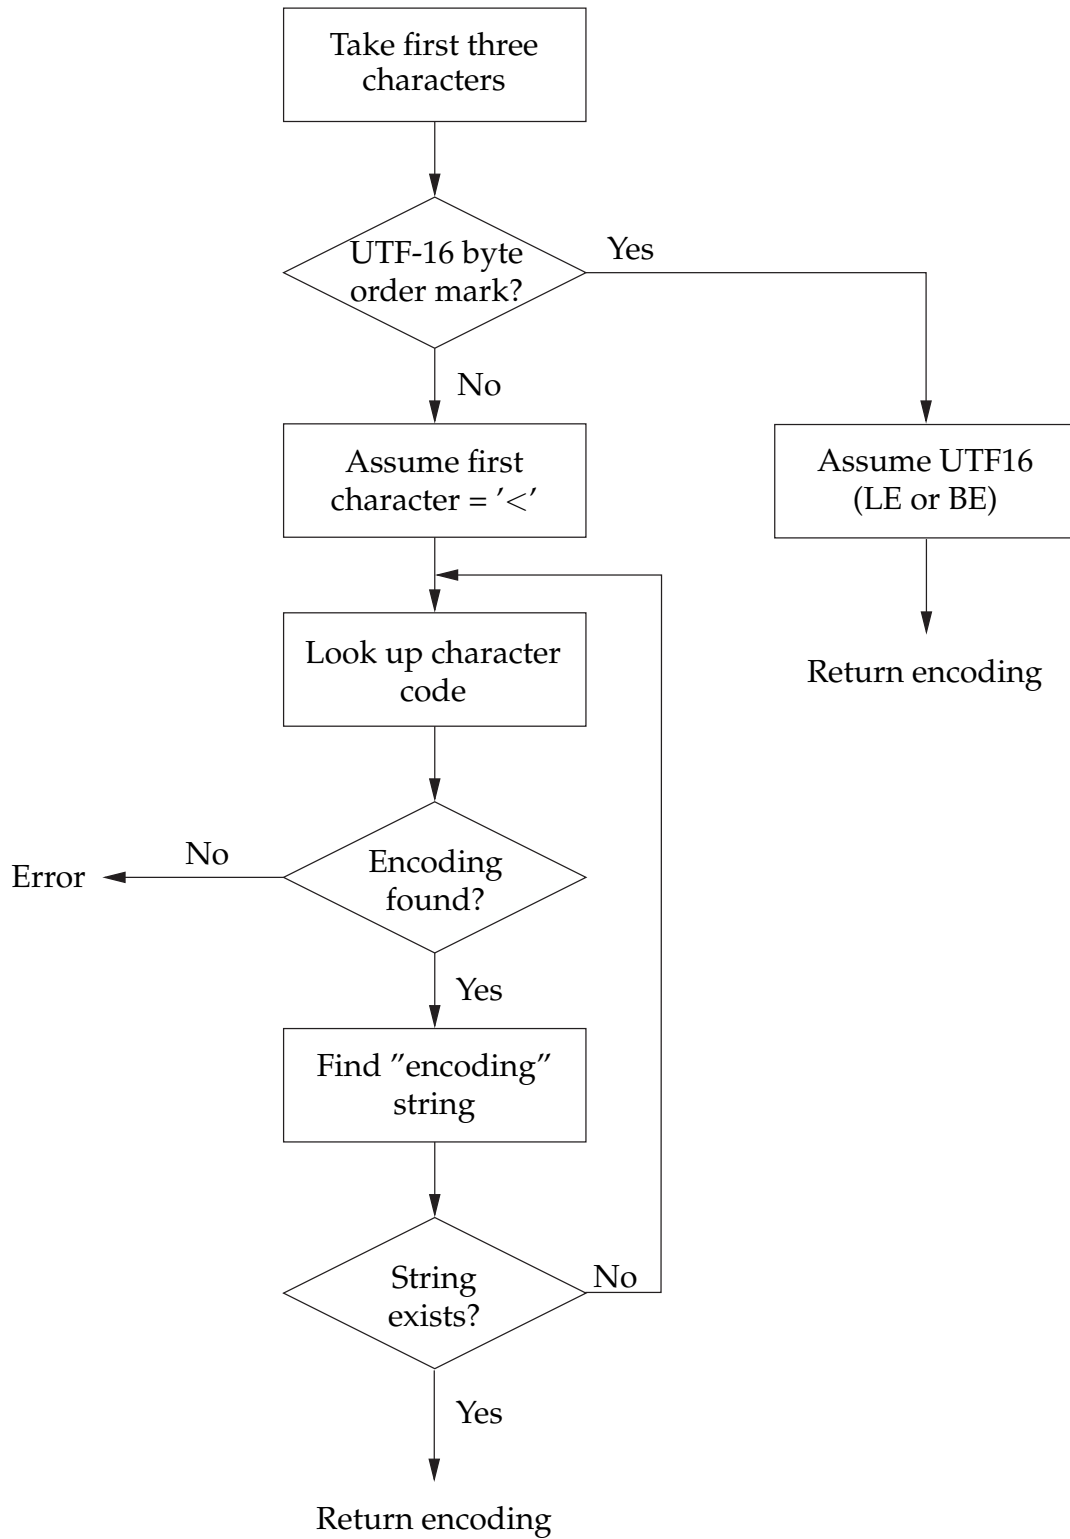 Take first three
characters
UTF-16 byte
order mark?
Yes
No
Assume first
character = ′<′
Assume UTF16
(LE or BE)
Look up character
code
Return encoding
No
Error
Encoding
found?
Yes
Find ″encoding″
string
String
exists?
No
Yes
Return encoding